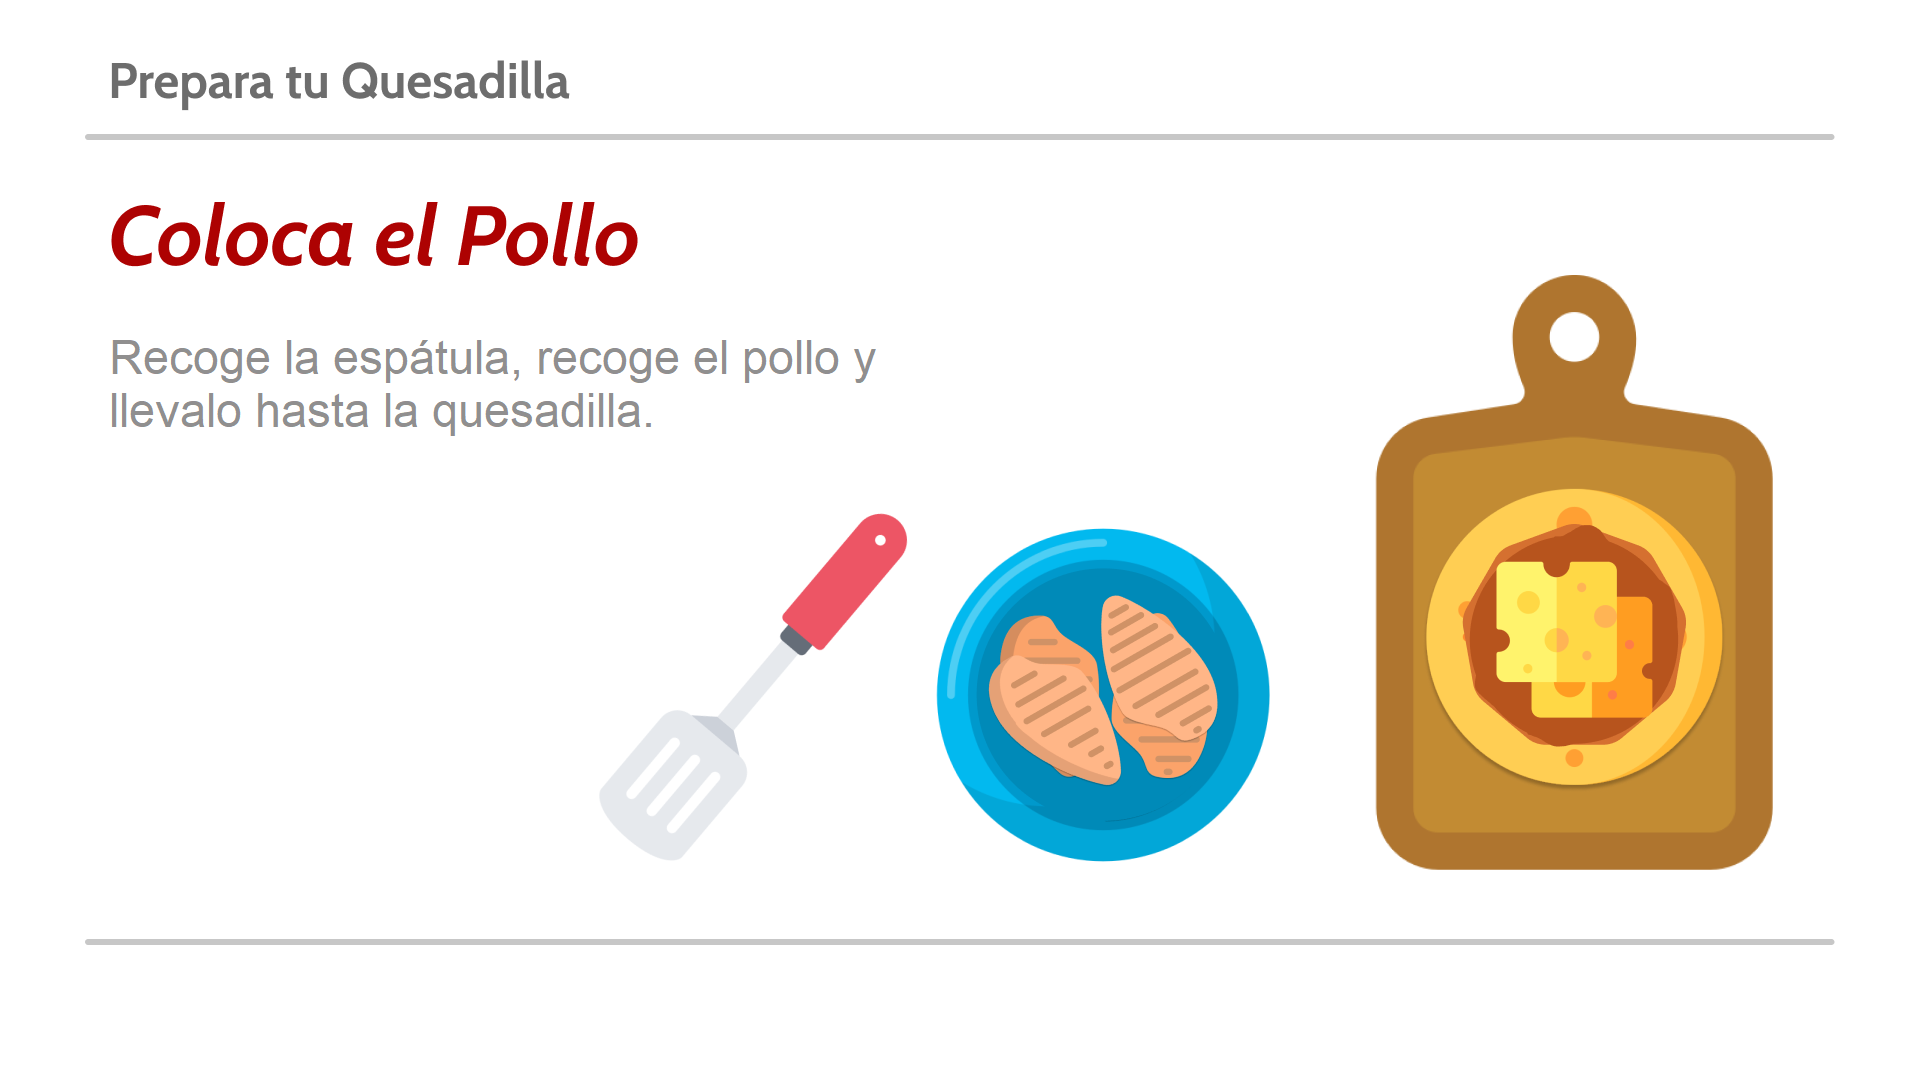 Prepara tu Quesadilla
Coloca el Pollo
Recoge la espátula, recoge el pollo y
llevalo hasta la quesadilla.